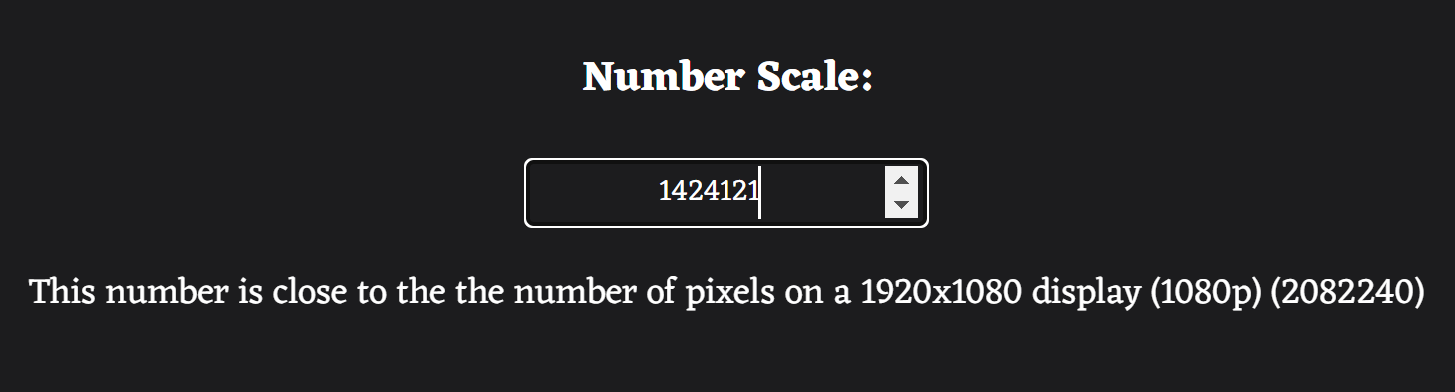 Number Scale:
1424121
This number is close to the the number of pixels on a 1920x1080 display (1080p) (2082240)